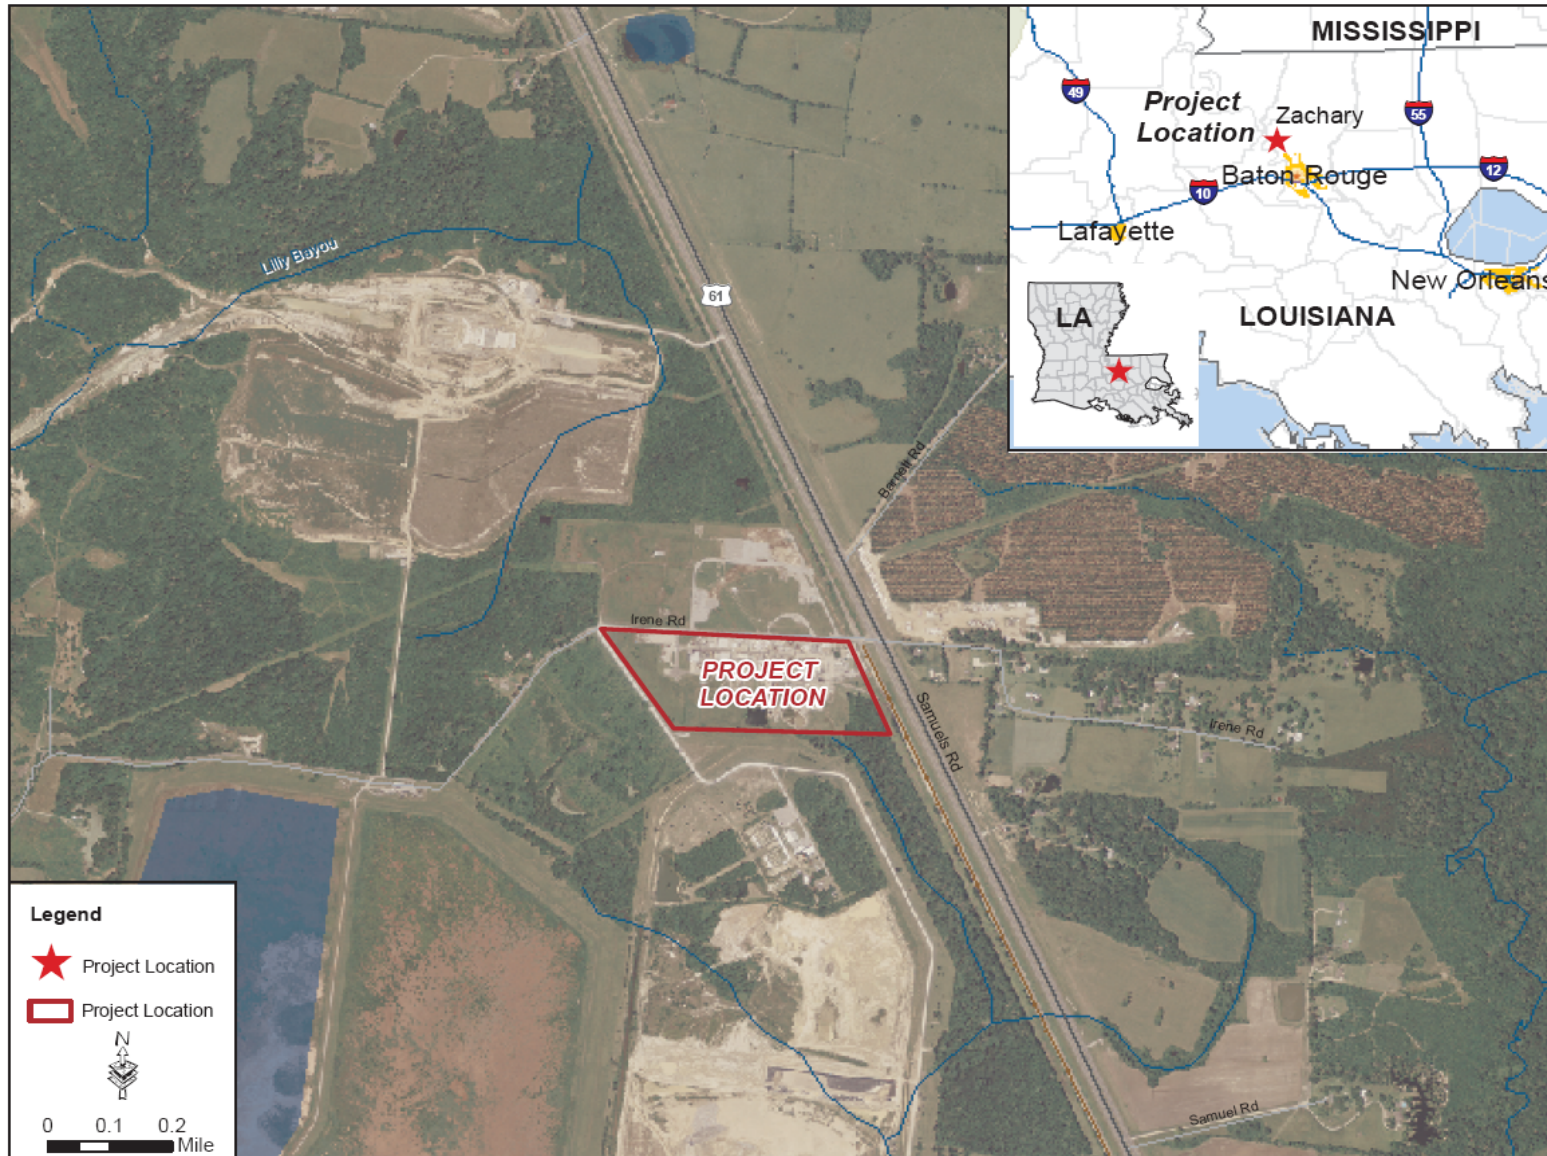 MISSISSIPPI
49
55
Project
Location
Zachary
Baton Rouge
12
10
Lafayette
New Orleans
LA
LOUISIANA
Lilly Bayou
61
Barnett Rd
Irene Rd
PROJECT
LOCATION
Samuels Rd
Irene Rd
Samuel Rd
Legend
Project Location
Project Location
N
0 0.1 0.2
Mile